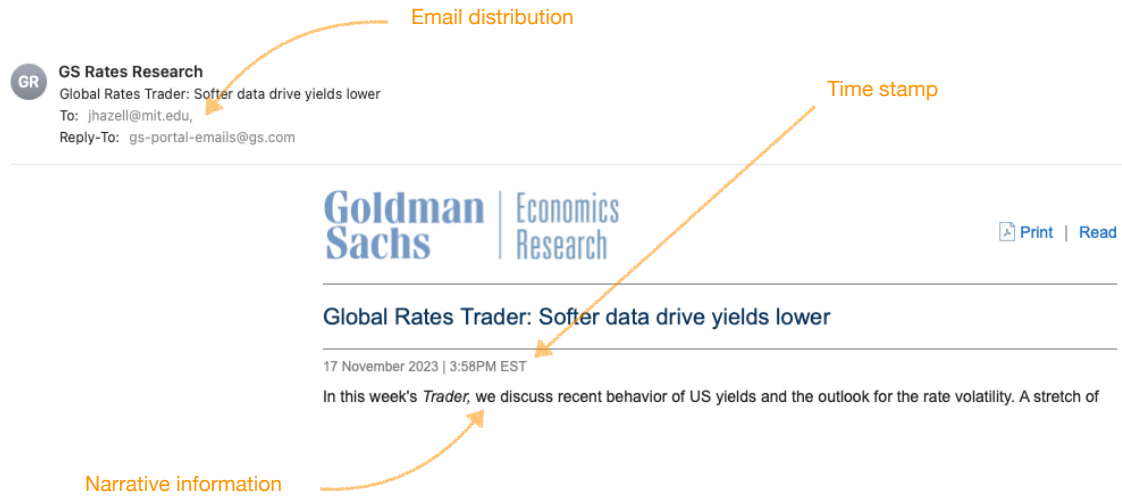 Email distribution
GR
GS Rates Research
Global Rates Trader: Softer data drive yields lower
To: jhazell@mit.edu,
Reply-To: gs-portal-emails@gs.com
Time stamp
Goldman Sachs | Economics Research
Print | Read
Global Rates Trader: Softer data drive yields lower
17 November 2023 | 3:58PM EST
In this week's Trader, we discuss recent behavior of US yields and the outlook for the rate volatility. A stretch of
Narrative information